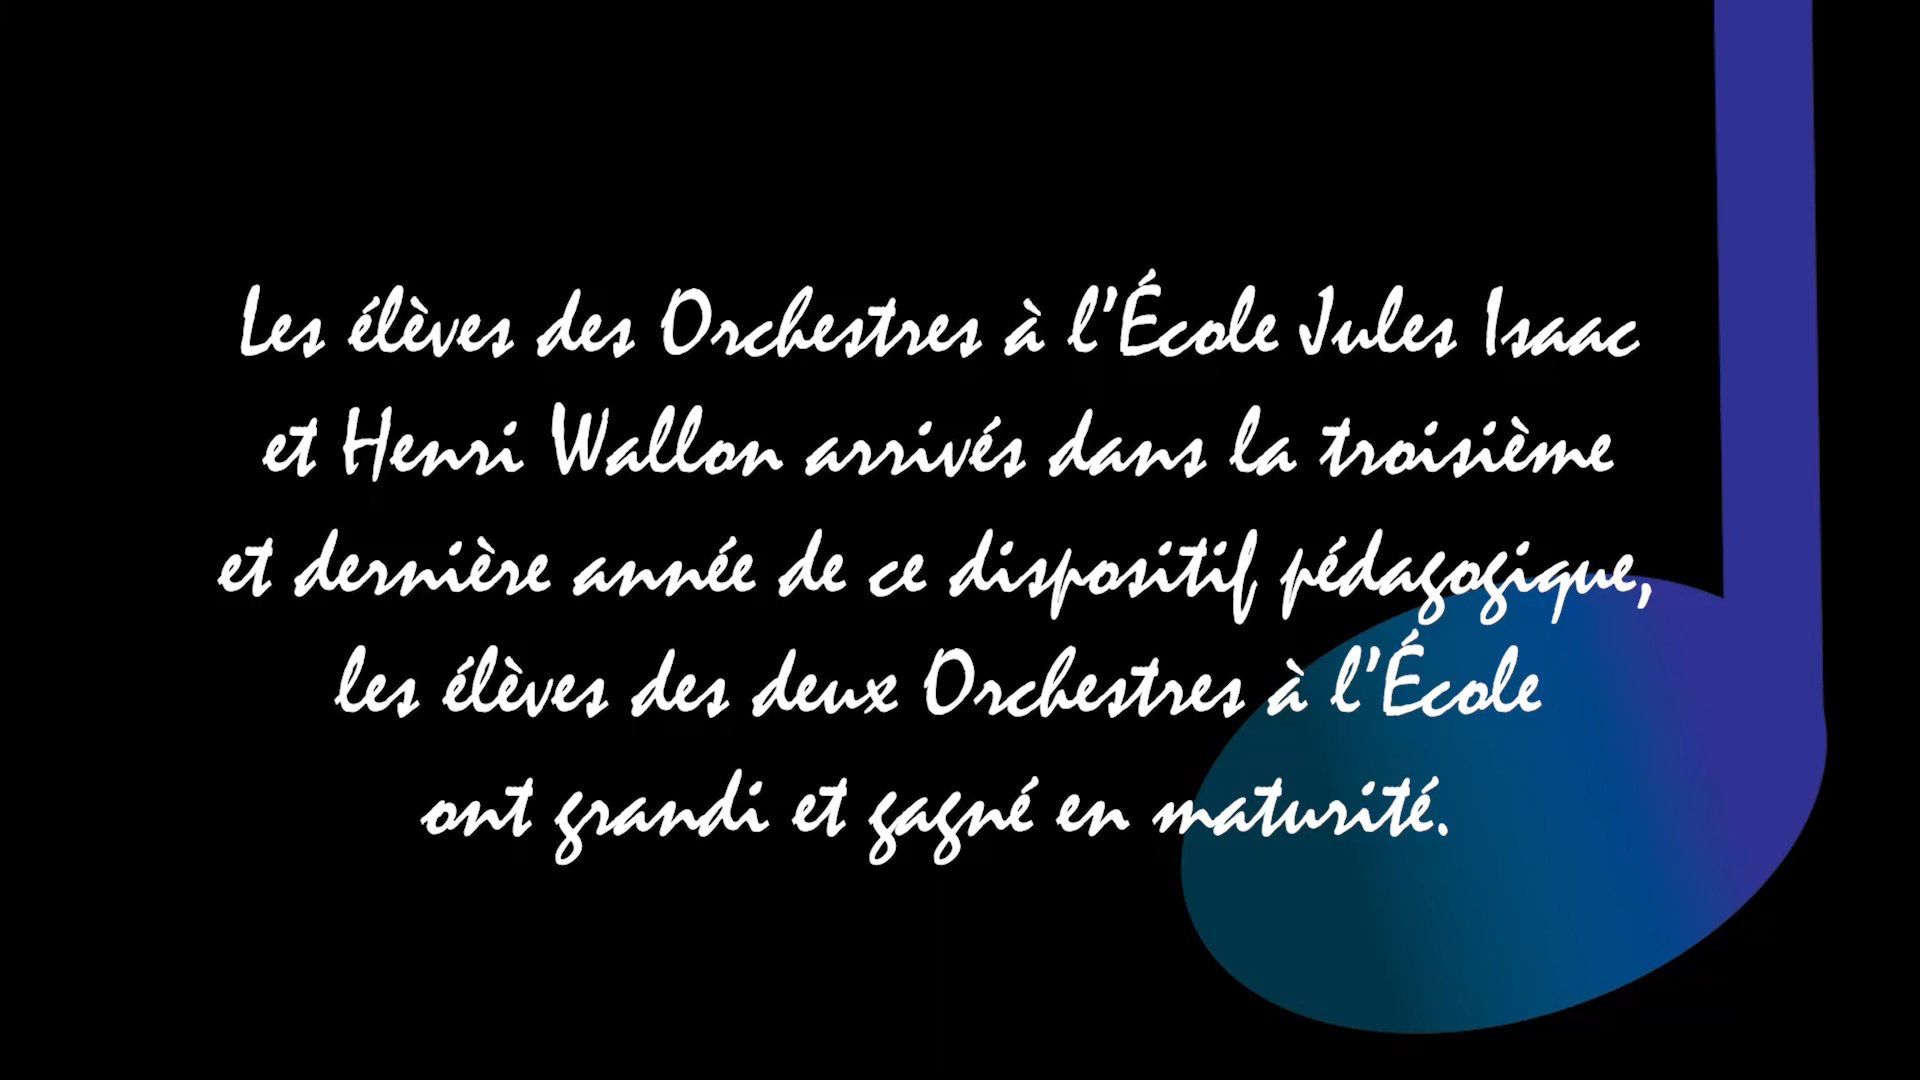 Les élèves des Orchestres à l’École Jules Isaac
et Henri Wallon arrivés dans la troisième
et dernière année de ce dispositif pédagogique,
les élèves des deux Orchestres à l’École
ont grandi et gagné en maturité.